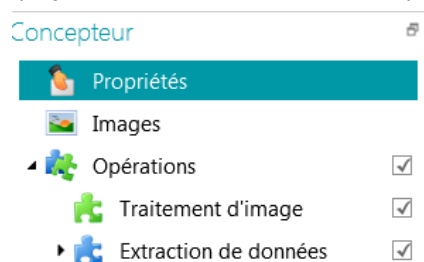 Concepteur
Propriétés
Images
Opérations
Traitement d'image
Extraction de données